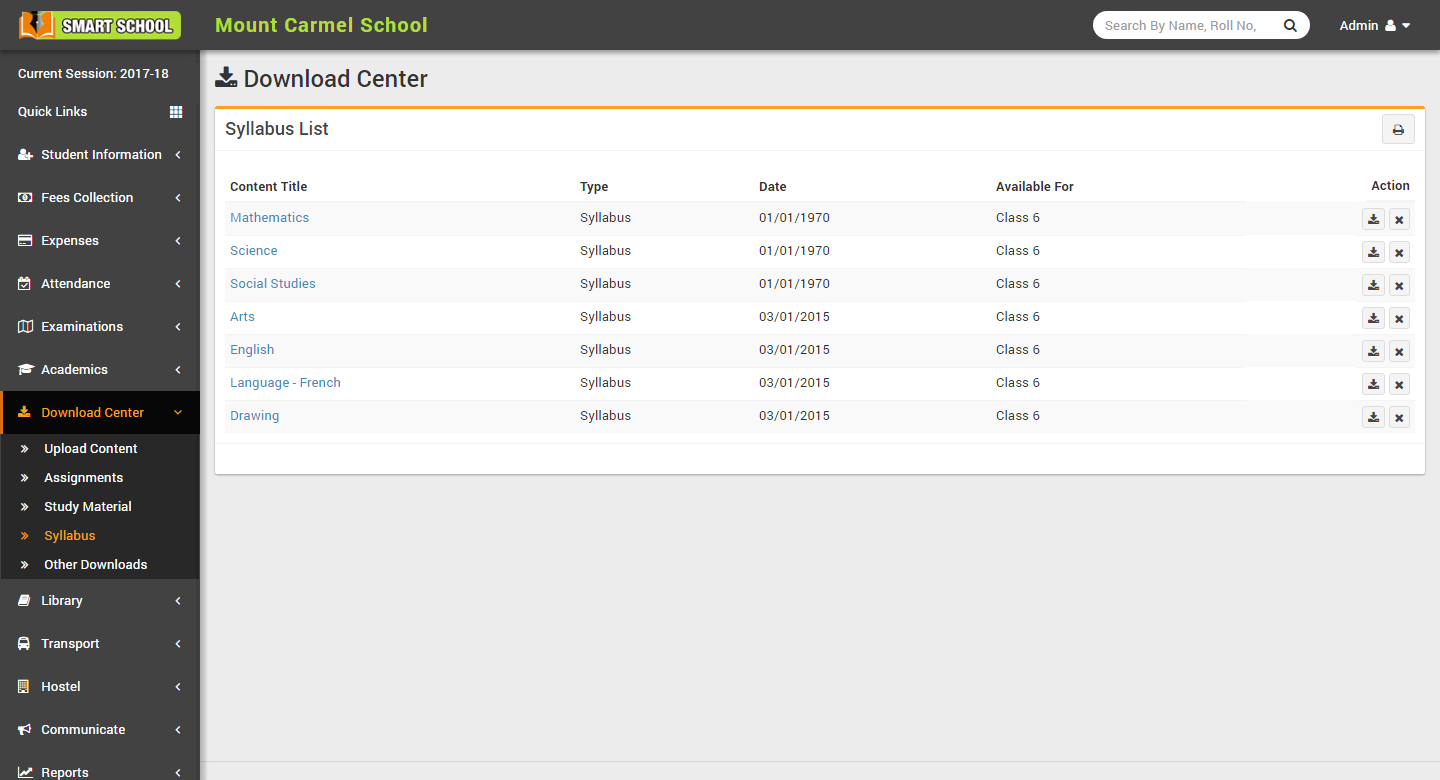 SMART SCHOOL
Mount Carmel School
Search By Name, Roll No,
Admin
Current Session: 2017-18
Quick Links
Student Information
Fees Collection
Expenses
Attendance
Examinations
Academics
Download Center
Upload Content
Assignments
Study Material
Syllabus
Other Downloads
Library
Transport
Hostel
Communicate
Reports
Download Center
Syllabus List
Content Title Type Date Available For Action
Mathematics Syllabus 01/01/1970 Class 6
Science Syllabus 01/01/1970 Class 6
Social Studies Syllabus 01/01/1970 Class 6
Arts Syllabus 03/01/2015 Class 6
English Syllabus 03/01/2015 Class 6
Language - French Syllabus 03/01/2015 Class 6
Drawing Syllabus 03/01/2015 Class 6